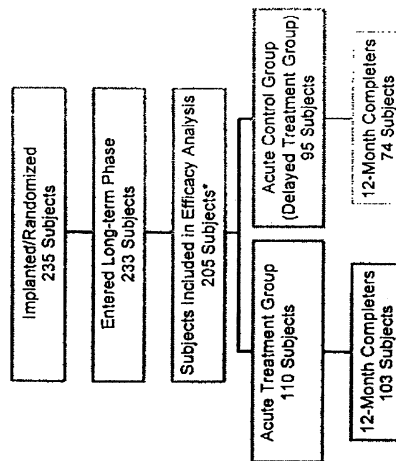 Implanted/Randomized
235 Subjects
Entered Long-term Phase
233 Subjects
Subjects Included in Efficacy Analysis
205 Subjects*
Acute Treatment Group
110 Subjects
Acute Control Group
(Delayed Treatment Group)
95 Subjects
12-Month Completers
103 Subjects
12-Month Completers
74 Subjects